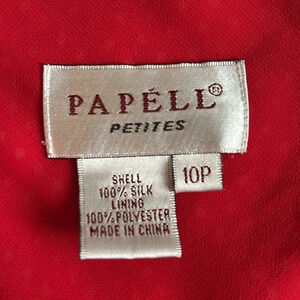 PAPÉLL®
PETITES
10P
SHELL
100% SILK
LINING
100% POLYESTER
MADE IN CHINA